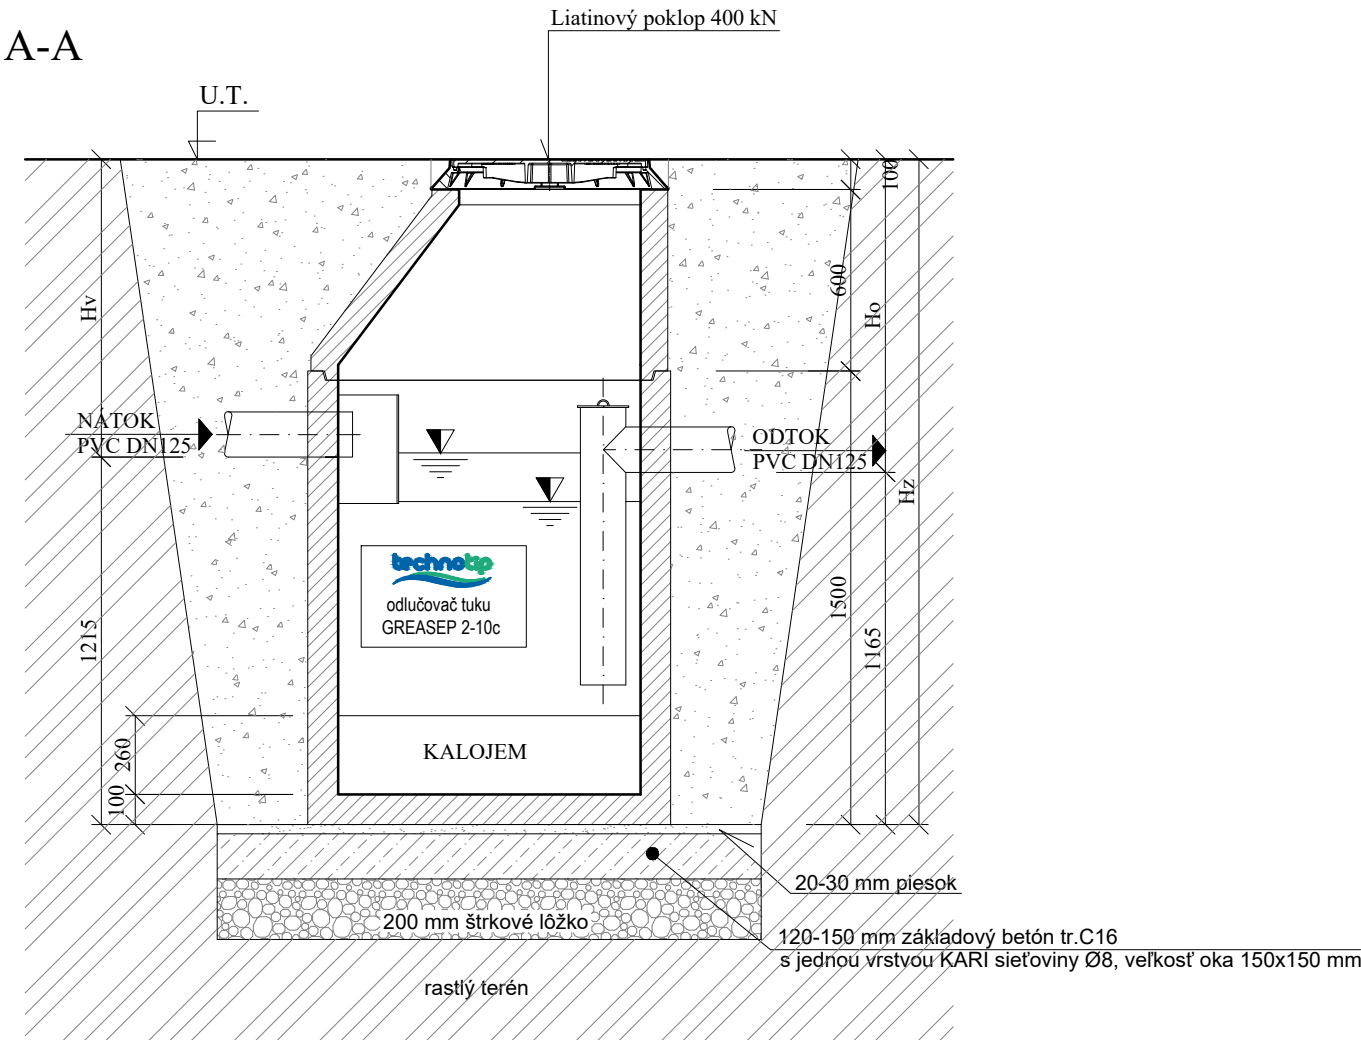 Liatinový poklop 400 kN
A-A
U.T.
100
600
Hv
Ho
NÁTOK
PVC DN125
ODTOK
PVC DN125
Hz
technotip
odlučovač tuku
GREASEP 2-10c
1500
1215
1165
KALOJEM
260
100
20-30 mm piesok
200 mm štrkové lôžko
120-150 mm základový betón tr.C16
s jednou vrstvou KARI sieťoviny Ø8, veľkosť oka 150x150 mm
rastlý terén